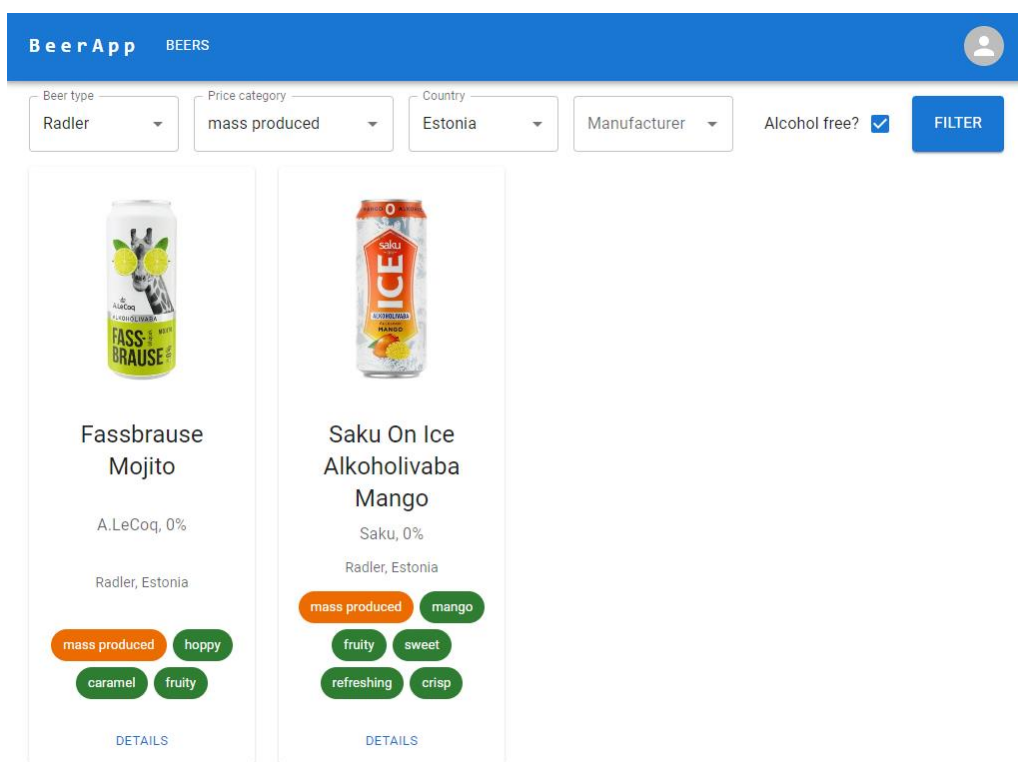 BeerApp BEERS
Beer type Price category Country
Radler mass produced Estonia Manufacturer Alcohol free? FILTER
A.LeCoq
ALKOHOLIVABA
FASS-
BRAUSE
MOJITO
0
saku
ICE
ALKOHOLIVABA
MANGO
Fassbrause
Mojito
A.LeCoq, 0%
Radler, Estonia
mass produced hoppy
caramel fruity
DETAILS
Saku On Ice
Alkoholivaba
Mango
Saku, 0%
Radler, Estonia
mass produced mango
fruity sweet
refreshing crisp
DETAILS